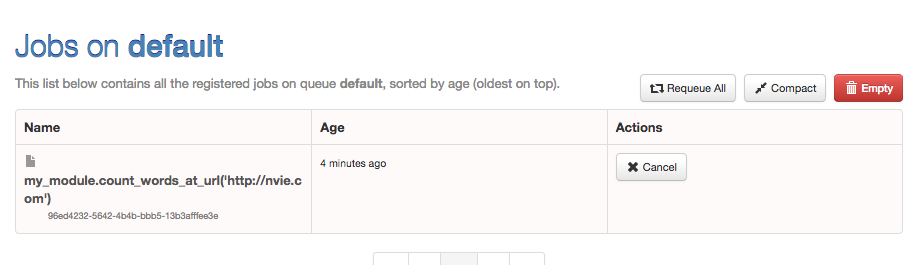 Jobs on default
This list below contains all the registered jobs on queue default, sorted by age (oldest on top).
Requeue All
Compact
Empty
Name
Age
Actions
my_module.count_words_at_url('http://nvie.c
om')
96ed4232-5642-4b4b-bbb5-13b3afffee3e
4 minutes ago
Cancel